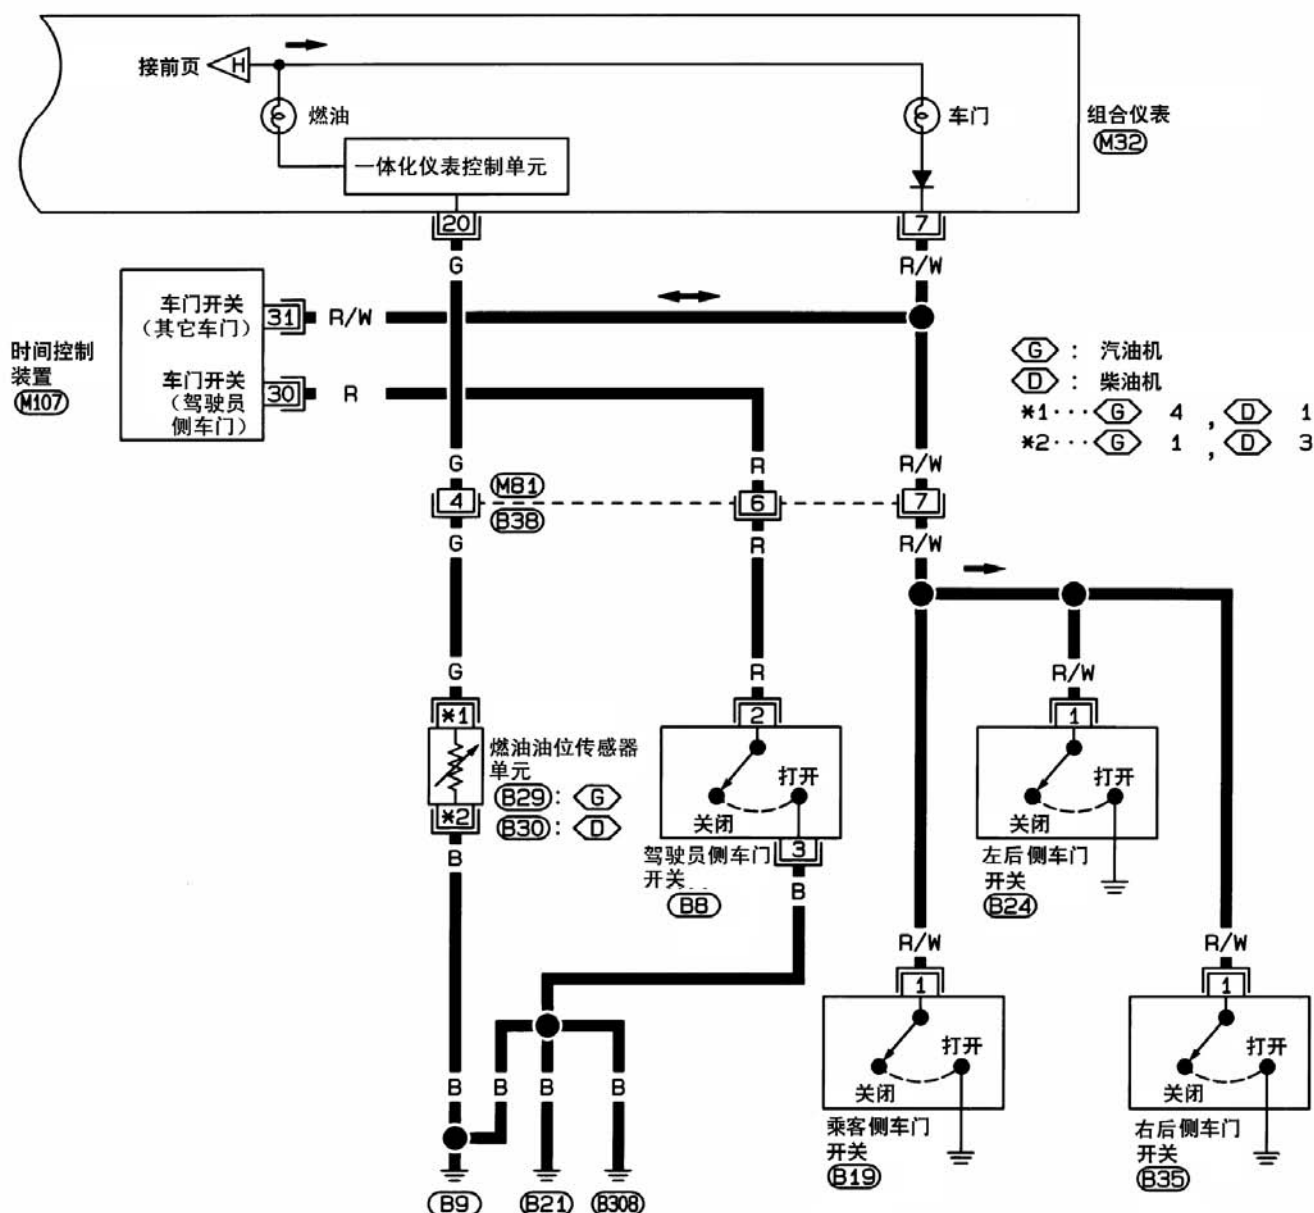 接前页
H
燃油
车门
组合仪表
M32
一体化仪表控制单元
20
7
G
R/W
车门开关
(其它车门)
31
R/W
时间控制
装置
M107
车门开关
(驾驶员
侧车门)
30
R
G : 汽油机
D : 柴油机
*1··· G 4 , D 1
*2··· G 1 , D 3
G
R
R/W
4
M81
B38
6
7
G
R
R/W
G
R
R/W
*1
2
1
燃油油位传感器
单元
B29 : G
B30 : D
*2
B
打开
关闭
3
驾驶员侧车门
开关
B8
B
打开
关闭
左后侧车门
开关
B24
R/W
R/W
1
1
打开
关闭
打开
关闭
乘客侧车门
开关
B19
右后侧车门
开关
B35
B
B
B
B
B9
B21
B308